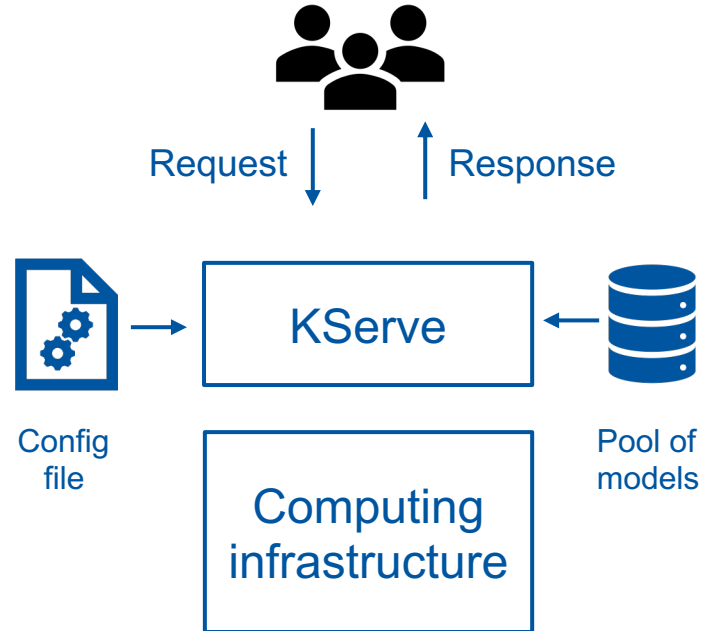 Request
Response
KServe
Config
file
Pool of
models
Computing
infrastructure